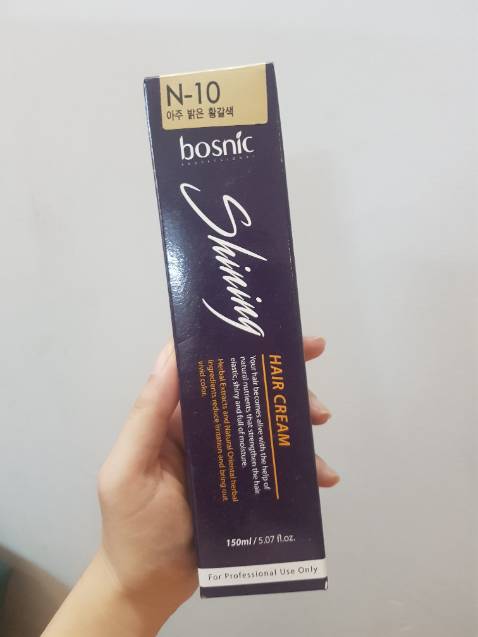 N-10
아주 밝은 황갈색
bosnic
PROFESSIONAL
Shining
HAIR CREAM
Your hair becomes alive with the help of
natural nutrients that strengthen the hair.
elastic, shiny and full of moisture.
Herbal Extracts and Natural Oriental herbal
ingredients reduce irritation and bring out
vivid color.
150ml / 5.07 fl.oz.
For Professional Use Only